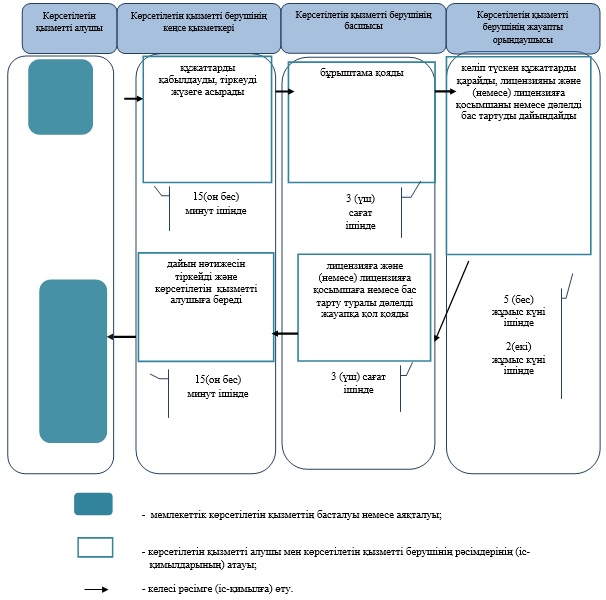 Көрсетілетін
қызметті алушы
Көрсетілетін қызметті берушінің
кеңсе қызметкері
Көрсетілетін қызметті берушінің
басшысы
Көрсетілетін қызметті
берушінің жауапты
орындаушысы
құжаттарды
қабылдауды, тіркеуді
жүзеге асырады
бұрыштама қояды
келіп түскен құжаттарды
қарайды, лицензияны және
(немесе) лицензияға
қосымшаны немесе дәлелді
бас тартуды дайындайды
15(он бес)
минут ішінде
3 (үш)
сағат
ішінде
дайын нәтижесін
тіркейді және
көрсетілетін қызметті
алушыға береді
лицензияға және
(немесе) лицензияға
қосымшаға немесе бас
тарту туралы дәлелді
жауапқа қол қояды
5 (бес)
жұмыс күні
ішінде
2(екі)
жұмыс күні
ішінде
15(он бес)
минут ішінде
3 (үш) сағат
ішінде
- мемлекеттік көрсетілетін қызметтің басталуы немесе аяқталуы;
- көрсетілетін қызметті алушы мен көрсетілетін қызметті берушінің рәсімдерінің (іс-
қимылдарының) атауы;
- келесі рәсімге (іс-қимылға) өту.